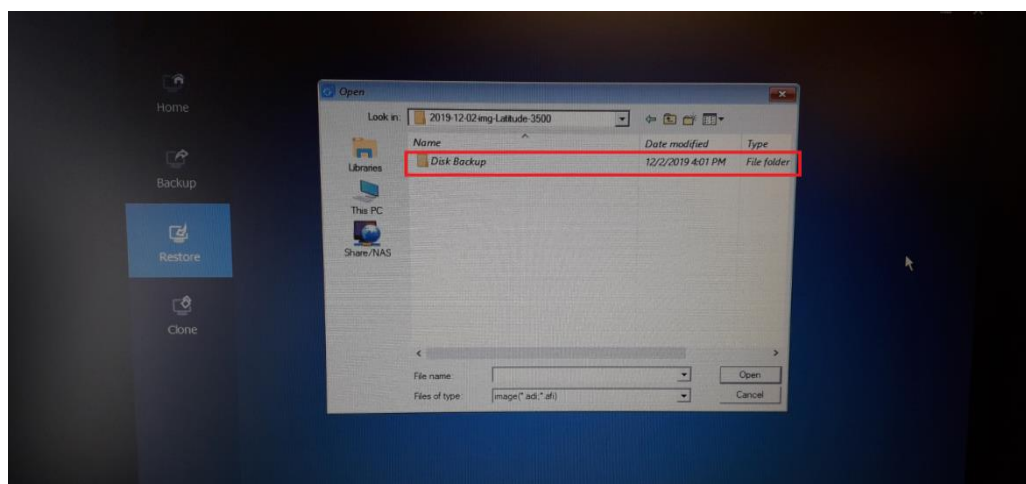 Home
Backup
Restore
Clone
Open
Look in: 2019-12-02-img-Latitude-3500
Name Date modified Type
Disk Backup 12/2/2019 4:01 PM File folder
Libraries
This PC
Share/NAS
File name: Open
Files of type: image(*.adi;*.afi) Cancel